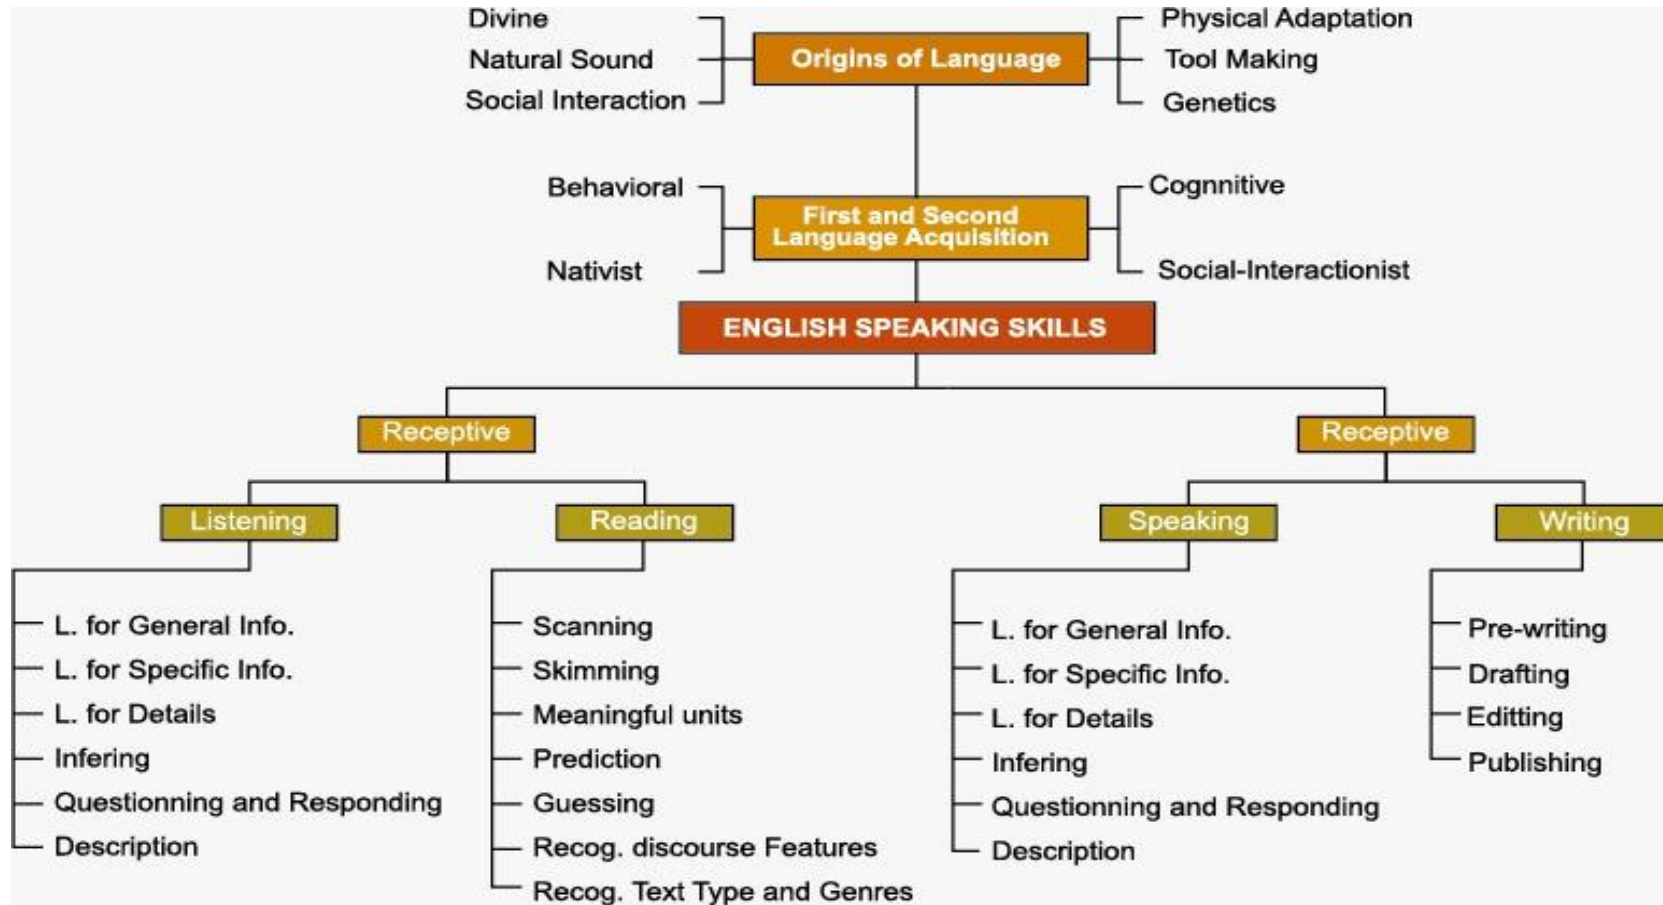 Divine
Natural Sound
Social Interaction
Origins of Language
Physical Adaptation
Tool Making
Genetics
Behavioral
Nativist
First and Second
Language Acquisition
Cognnitive
Social-Interactionist
ENGLISH SPEAKING SKILLS
Receptive
Receptive
Listening
Reading
Speaking
Writing
L. for General Info.
L. for Specific Info.
L. for Details
Infering
Questionning and Responding
Description
Scanning
Skimming
Meaningful units
Prediction
Guessing
Recog. discourse Features
Recog. Text Type and Genres
L. for General Info.
L. for Specific Info.
L. for Details
Infering
Questionning and Responding
Description
Pre-writing
Drafting
Editting
Publishing